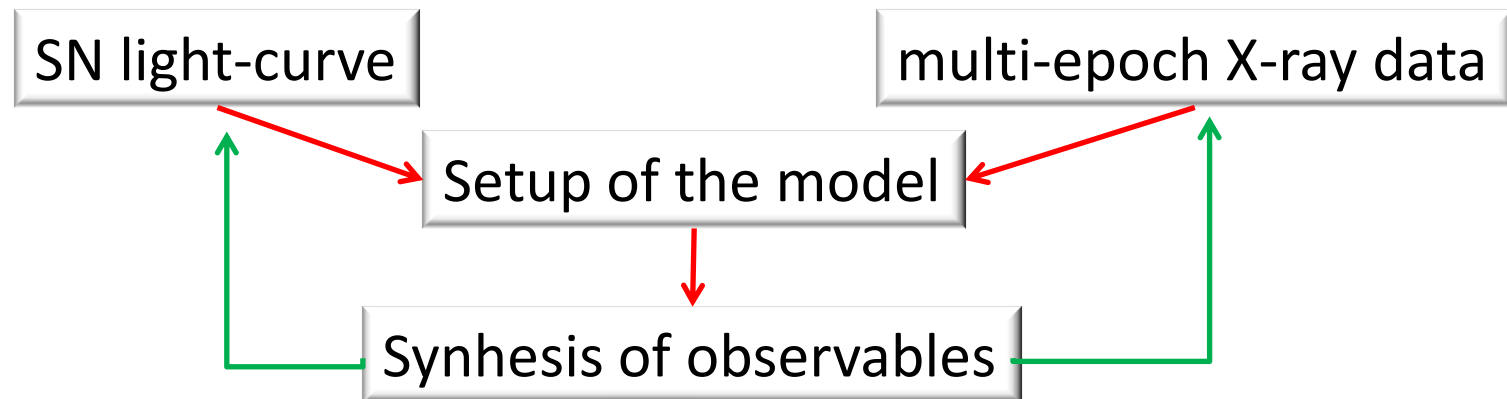 SN light-curve
multi-epoch X-ray data
Setup of the model
Synhesis of observables